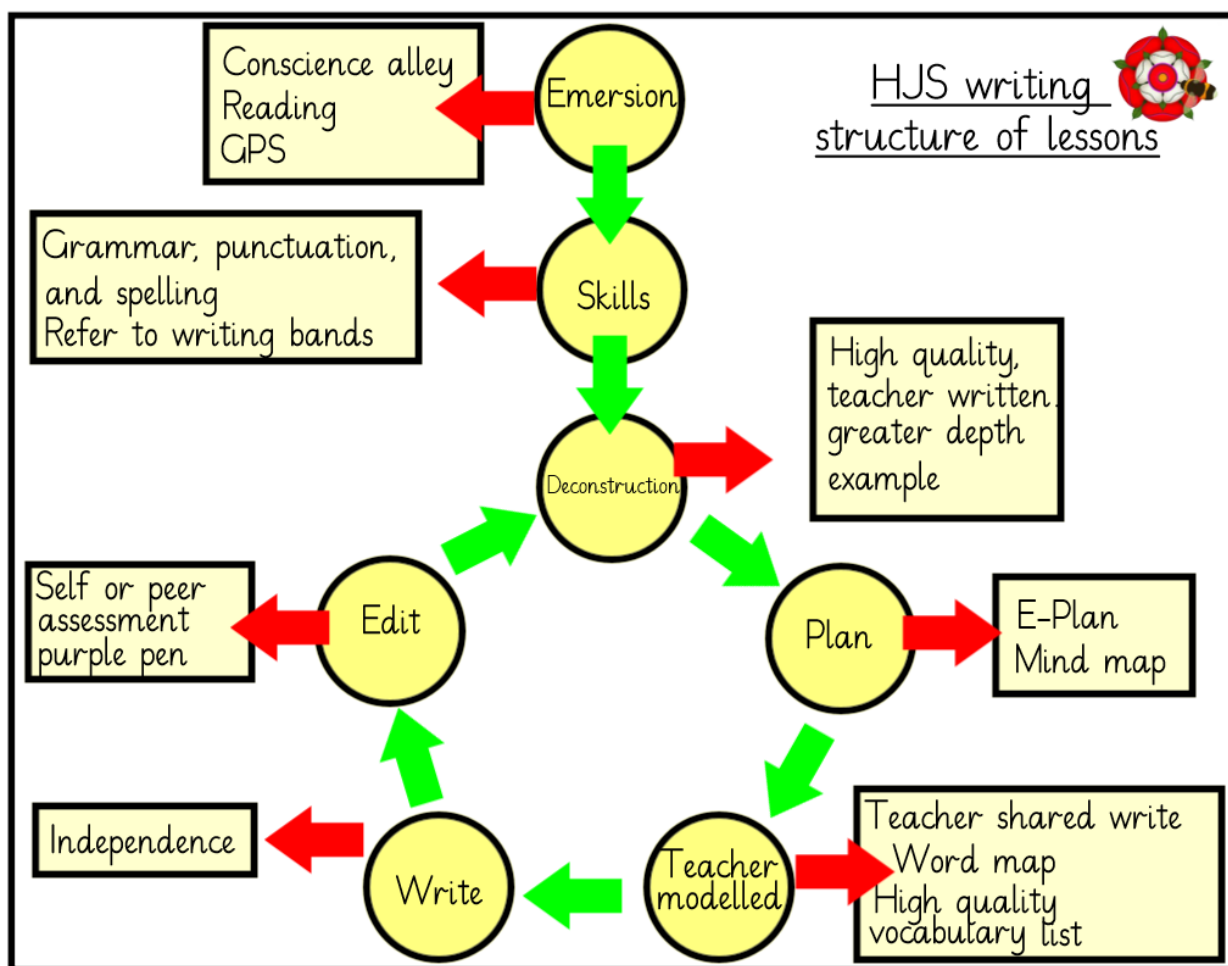 HJS writing
structure of lessons
Emersion
Conscience alley
Reading
GPS
Skills
Grammar, punctuation,
and spelling
Refer to writing bands
Deconstruction
High quality,
teacher written.
greater depth
example
Plan
E-Plan
Mind map
Teacher
modelled
Teacher shared write
Word map
High quality
vocabulary list
Write
Independence
Edit
Self or peer
assessment
purple pen